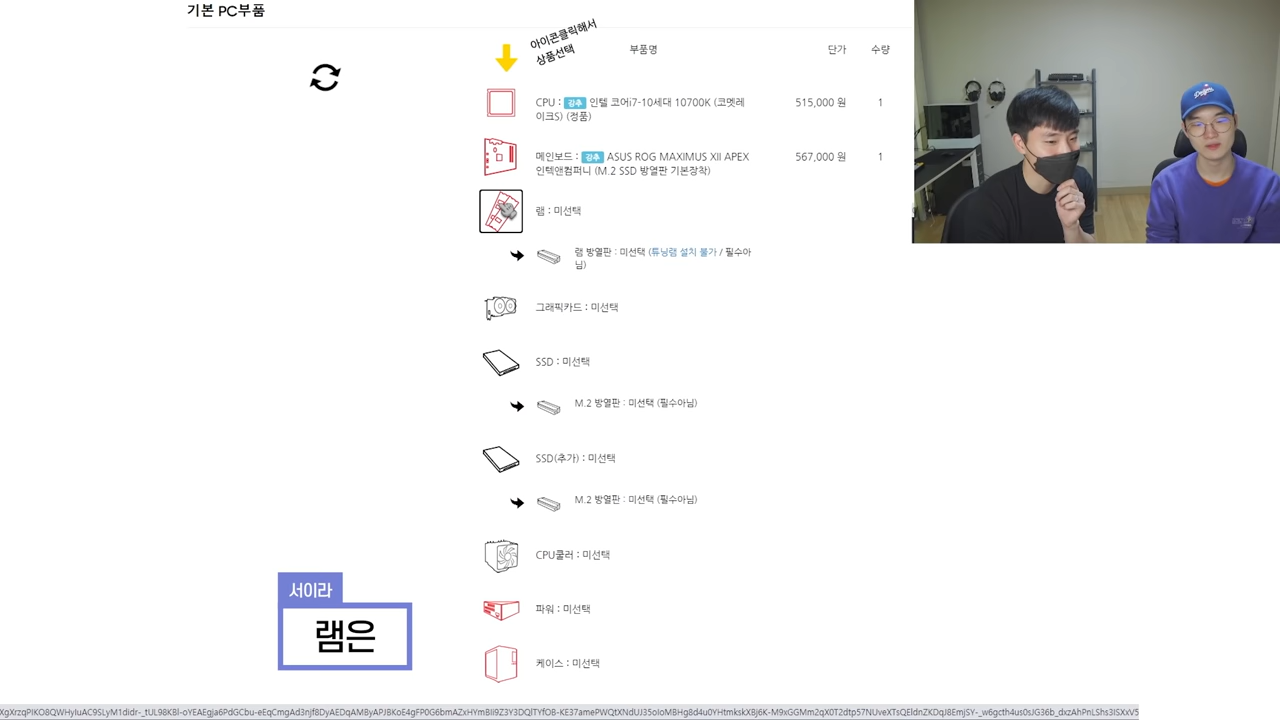 기본 PC부품
아이콘클릭해서
상품선택
부품명
단가
수량
CPU : 강추 인텔 코어i7-10세대 10700K (코멧레
이크S) (정품)
515,000 원
1
메인보드 : 강추 ASUS ROG MAXIMUS XII APEX
인텍앤컴퍼니 (M.2 SSD 방열판 기본장착)
567,000 원
1
램 : 미선택
램 방열판 : 미선택 (튜닝램 설치 불가 / 필수아
님)
그래픽카드 : 미선택
SSD : 미선택
M.2 방열판 : 미선택 (필수아님)
SSD(추가) : 미선택
M.2 방열판 : 미선택 (필수아님)
CPU쿨러 : 미선택
파워 : 미선택
케이스 : 미선택
서이라
램은